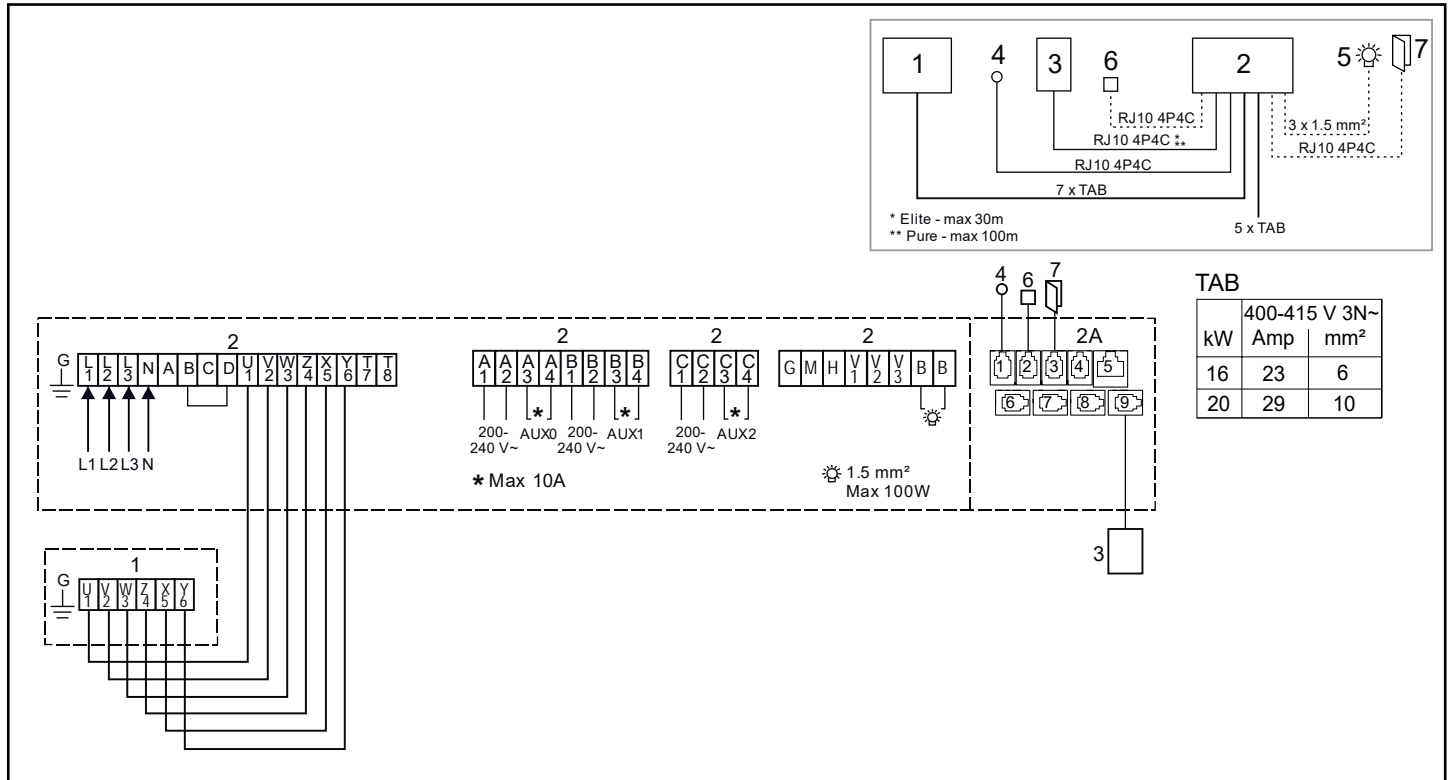 1 4 3 6 2 5 7
RJ10 4P4C 3 x 1.5 mm²
RJ10 4P4C * ** RJ10 4P4C
RJ10 4P4C
7 x TAB
* Elite - max 30m 5 x TAB
** Pure - max 100m
4 6 7
TAB
400-415 V 3N~
kW Amp mm²
16 23 6
20 29 10
2 2 2 2 2A
G L1 L2 L3 N A B C D U1 V2 W3 Z4 X5 Y6 T7 T8
A1 A2 A3 A4 B1 B2 B3 B4
C1 C2 C3 C4
G M H V1 V2 V3 B B
1 2 3 4 5
6 7 8 9
L1 L2 L3 N
200-240 V~ * AUX0 200-240 V~ * AUX1
200-240 V~ * AUX2
* Max 10A
1.5 mm²
Max 100W
3
1
G U1 V2 W3 Z4 X5 Y6